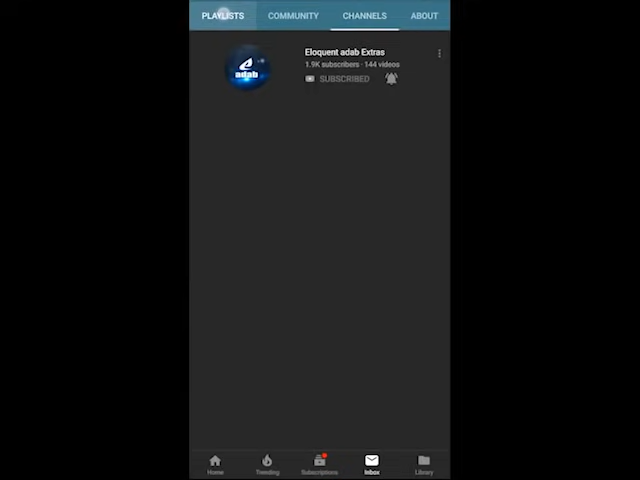 PLAYLISTS COMMUNITY CHANNELS ABOUT
adab
Eloquent adab Extras
1.9K subscribers · 144 videos
SUBSCRIBED
Home Trending Subscriptions Inbox Library